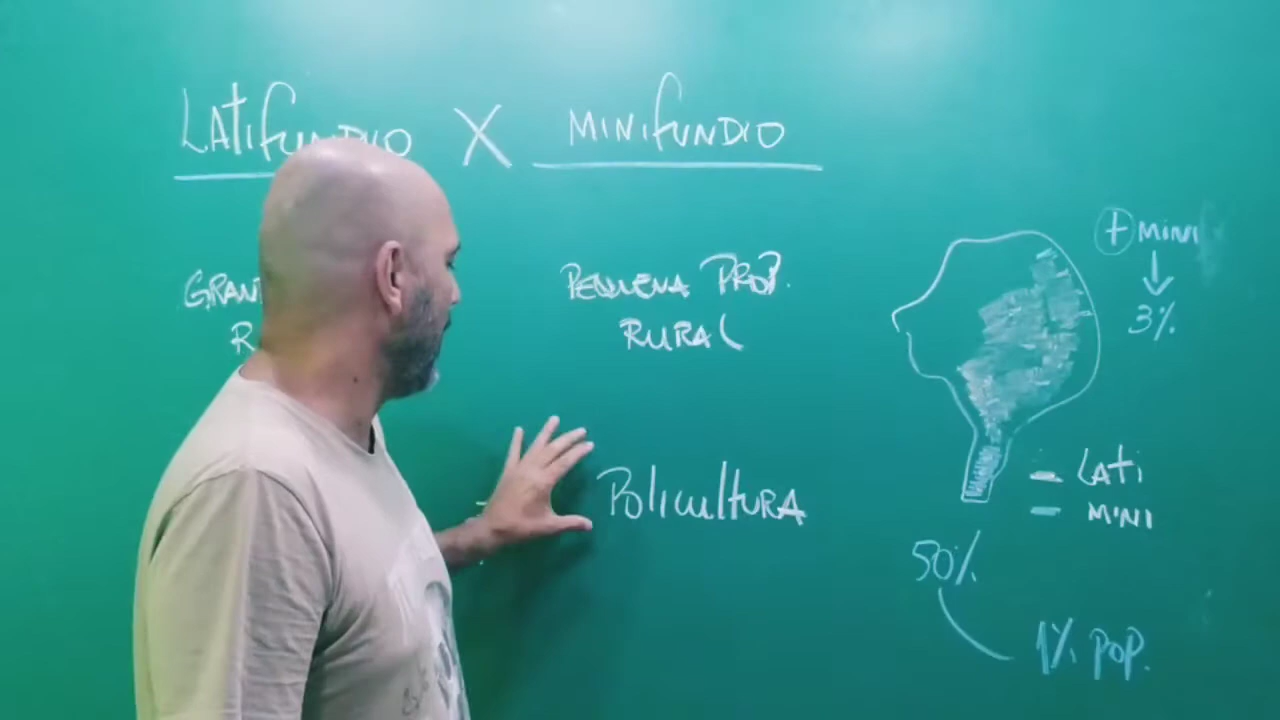 LATIFUNDIO X MINIFUNDIO
PEQUENA PROP.
RURAL
POLICULTURA
+ MINI
3%
LATI
MINI
50%
1% POP.